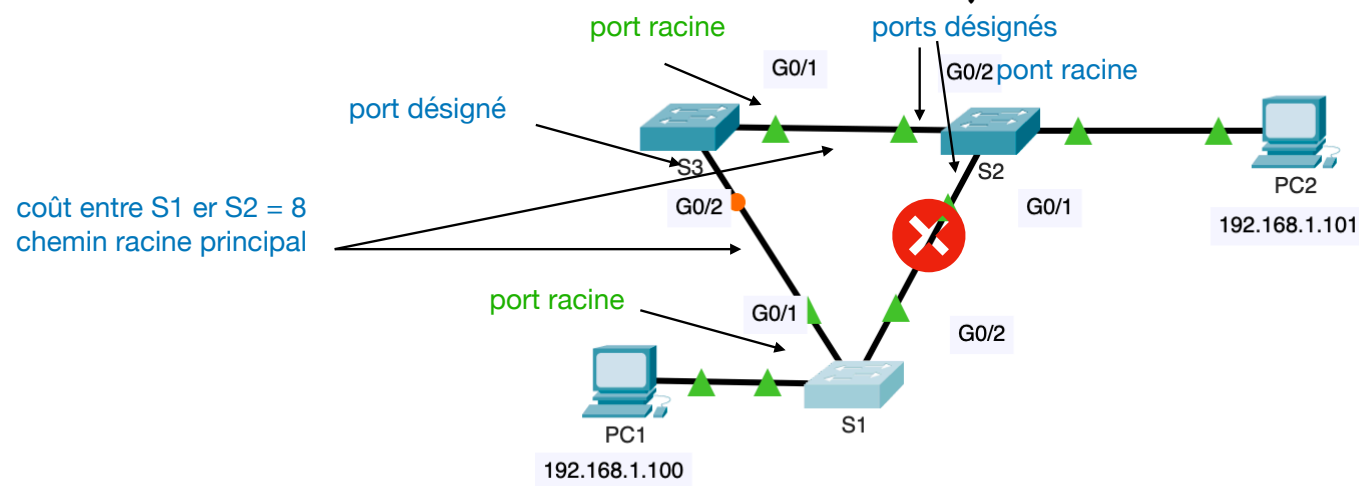 port racine
ports désignés
G0/1
G0/2
pont racine
port désigné
S3
S2
PC2
G0/2
G0/1
coût entre S1 er S2 = 8
chemin racine principal
192.168.1.101
port racine
G0/1
G0/2
S1
PC1
192.168.1.100